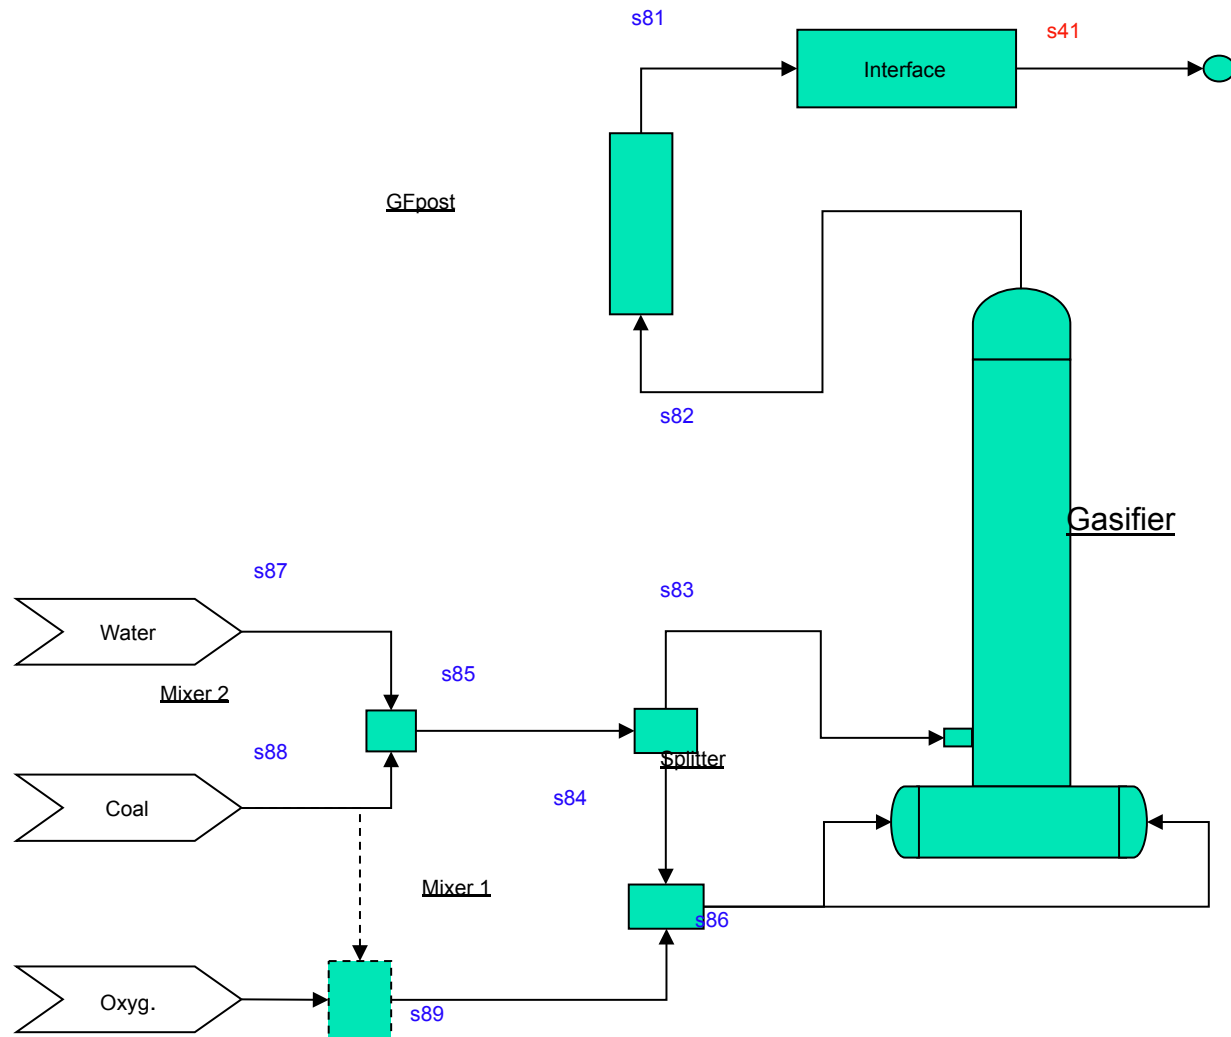 s81
s41
Interface
GFpost
s82
Gasifier
s87
s83
Water
s85
Mixer 2
s88
Splitter
s84
Coal
Mixer 1
s86
Oxyg.
s89